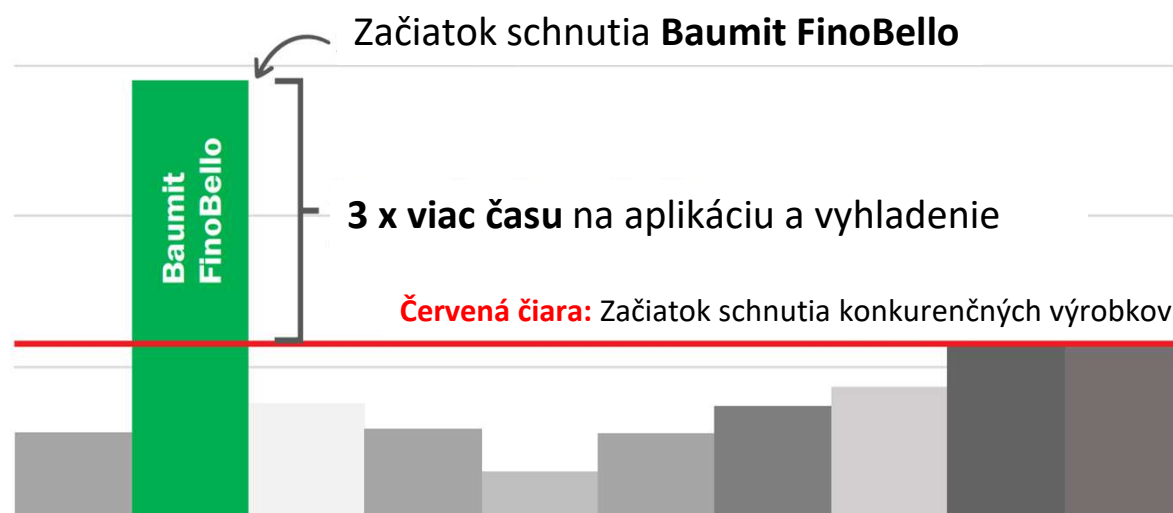 Začiatok schnutia Baumit FinoBello
Baumit
FinoBello
3 x viac času na aplikáciu a vyhladenie
Červená čiara: Začiatok schnutia konkurenčných výrobkov